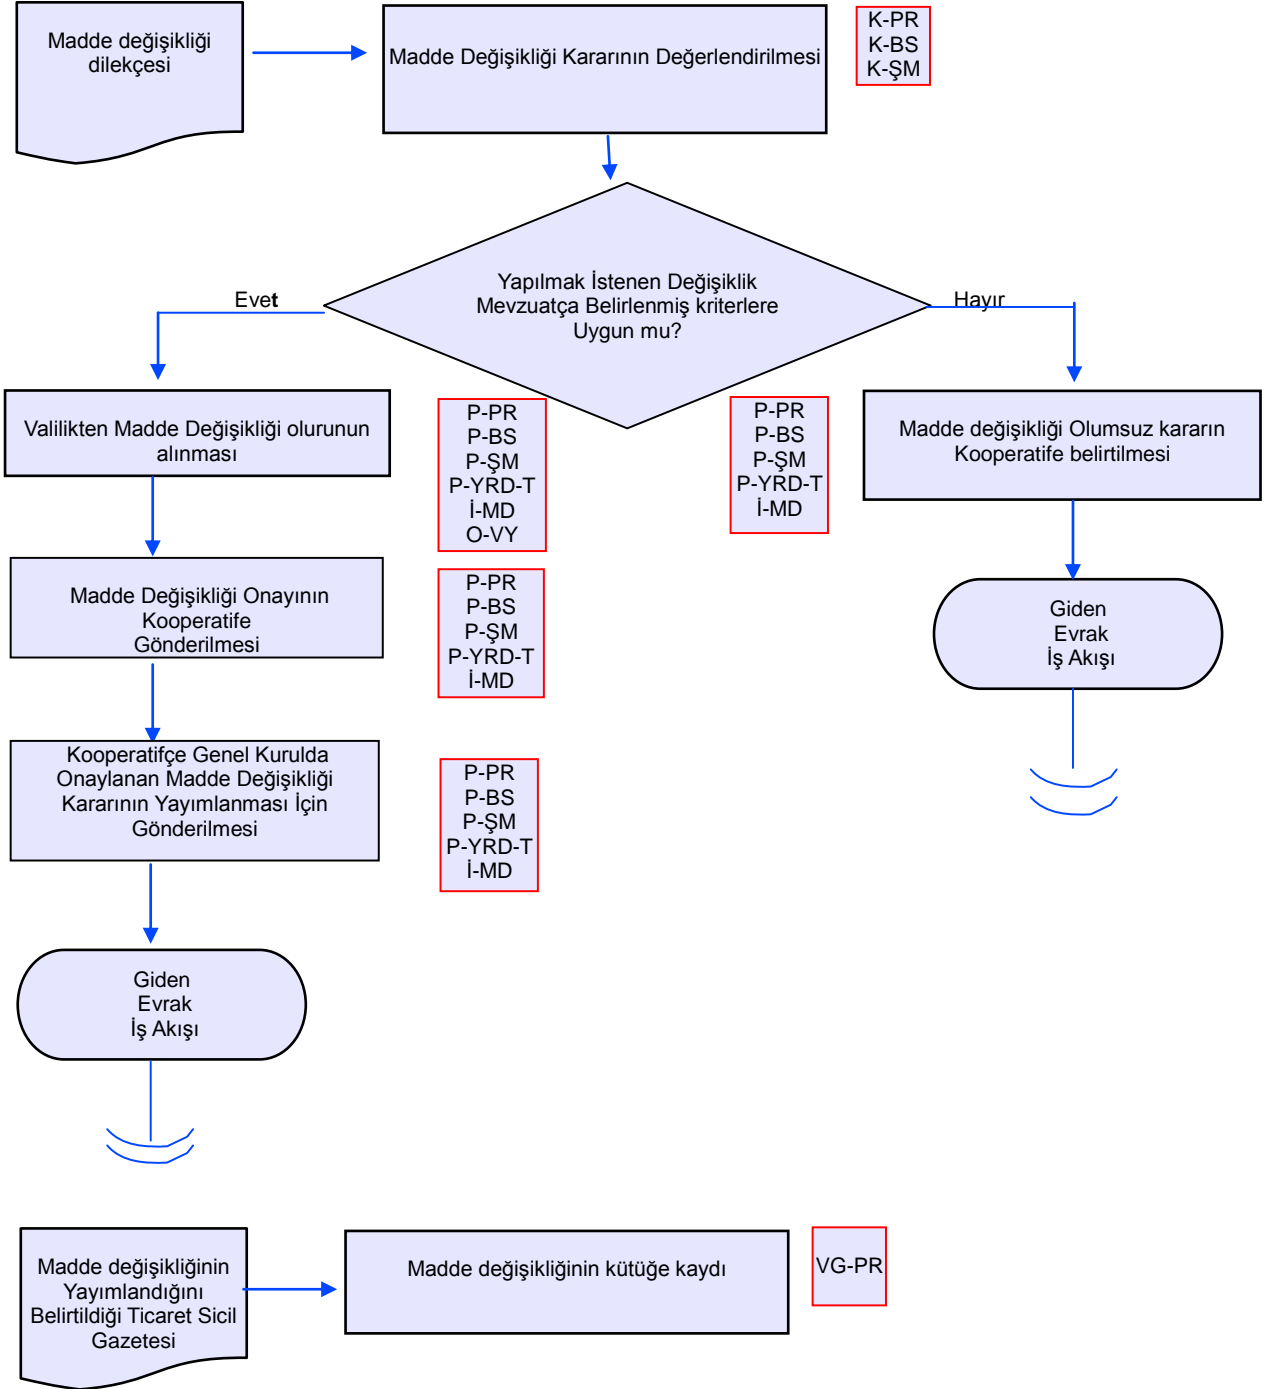 Madde değişikliği
dilekçesi
Madde Değişikliği Kararının Değerlendirilmesi
K-PR
K-BS
K-ŞM
Yapılmak İstenen Değişiklik
Mevzuatça Belirlenmiş kriterlere
Uygun mu?
Evet
Hayır
Valilikten Madde Değişikliği olurunun
alınması
P-PR
P-BS
P-ŞM
P-YRD-T
İ-MD
O-VY
P-PR
P-BS
P-ŞM
P-YRD-T
İ-MD
Madde değişikliği Olumsuz kararın
Kooperatife belirtilmesi
Madde Değişikliği Onayının
Kooperatife
Gönderilmesi
P-PR
P-BS
P-ŞM
P-YRD-T
İ-MD
Giden
Evrak
İş Akışı
Kooperatifçe Genel Kurulda
Onaylanan Madde Değişikliği
Kararının Yayımlanması İçin
Gönderilmesi
P-PR
P-BS
P-ŞM
P-YRD-T
İ-MD
Giden
Evrak
İş Akışı
Madde değişikliğinin
Yayımlandığını
Belirtildiği Ticaret Sicil
Gazetesi
Madde değişikliğinin kütüğe kaydı
VG-PR